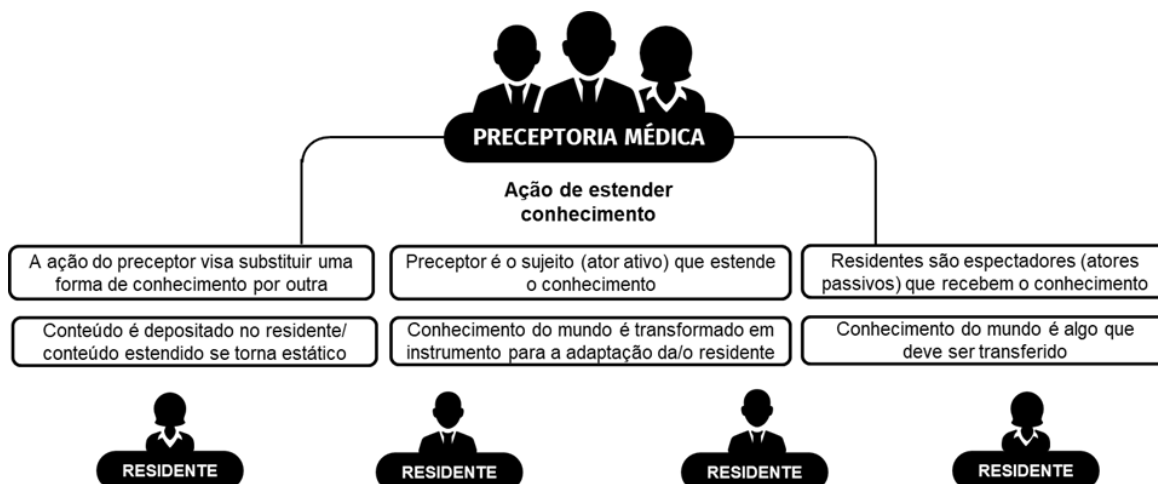 PRECEPTORIA MÉDICA
Ação de estender
conhecimento
A ação do preceptor visa substituir uma
forma de conhecimento por outra
Preceptor é o sujeito (ator ativo) que estende
o conhecimento
Residentes são espectadores (atores
passivos) que recebem o conhecimento
Conteúdo é depositado no residente/
conteúdo estendido se torna estático
Conhecimento do mundo é transformado em
instrumento para a adaptação da/o residente
Conhecimento do mundo é algo que
deve ser transferido
RESIDENTE
RESIDENTE
RESIDENTE
RESIDENTE